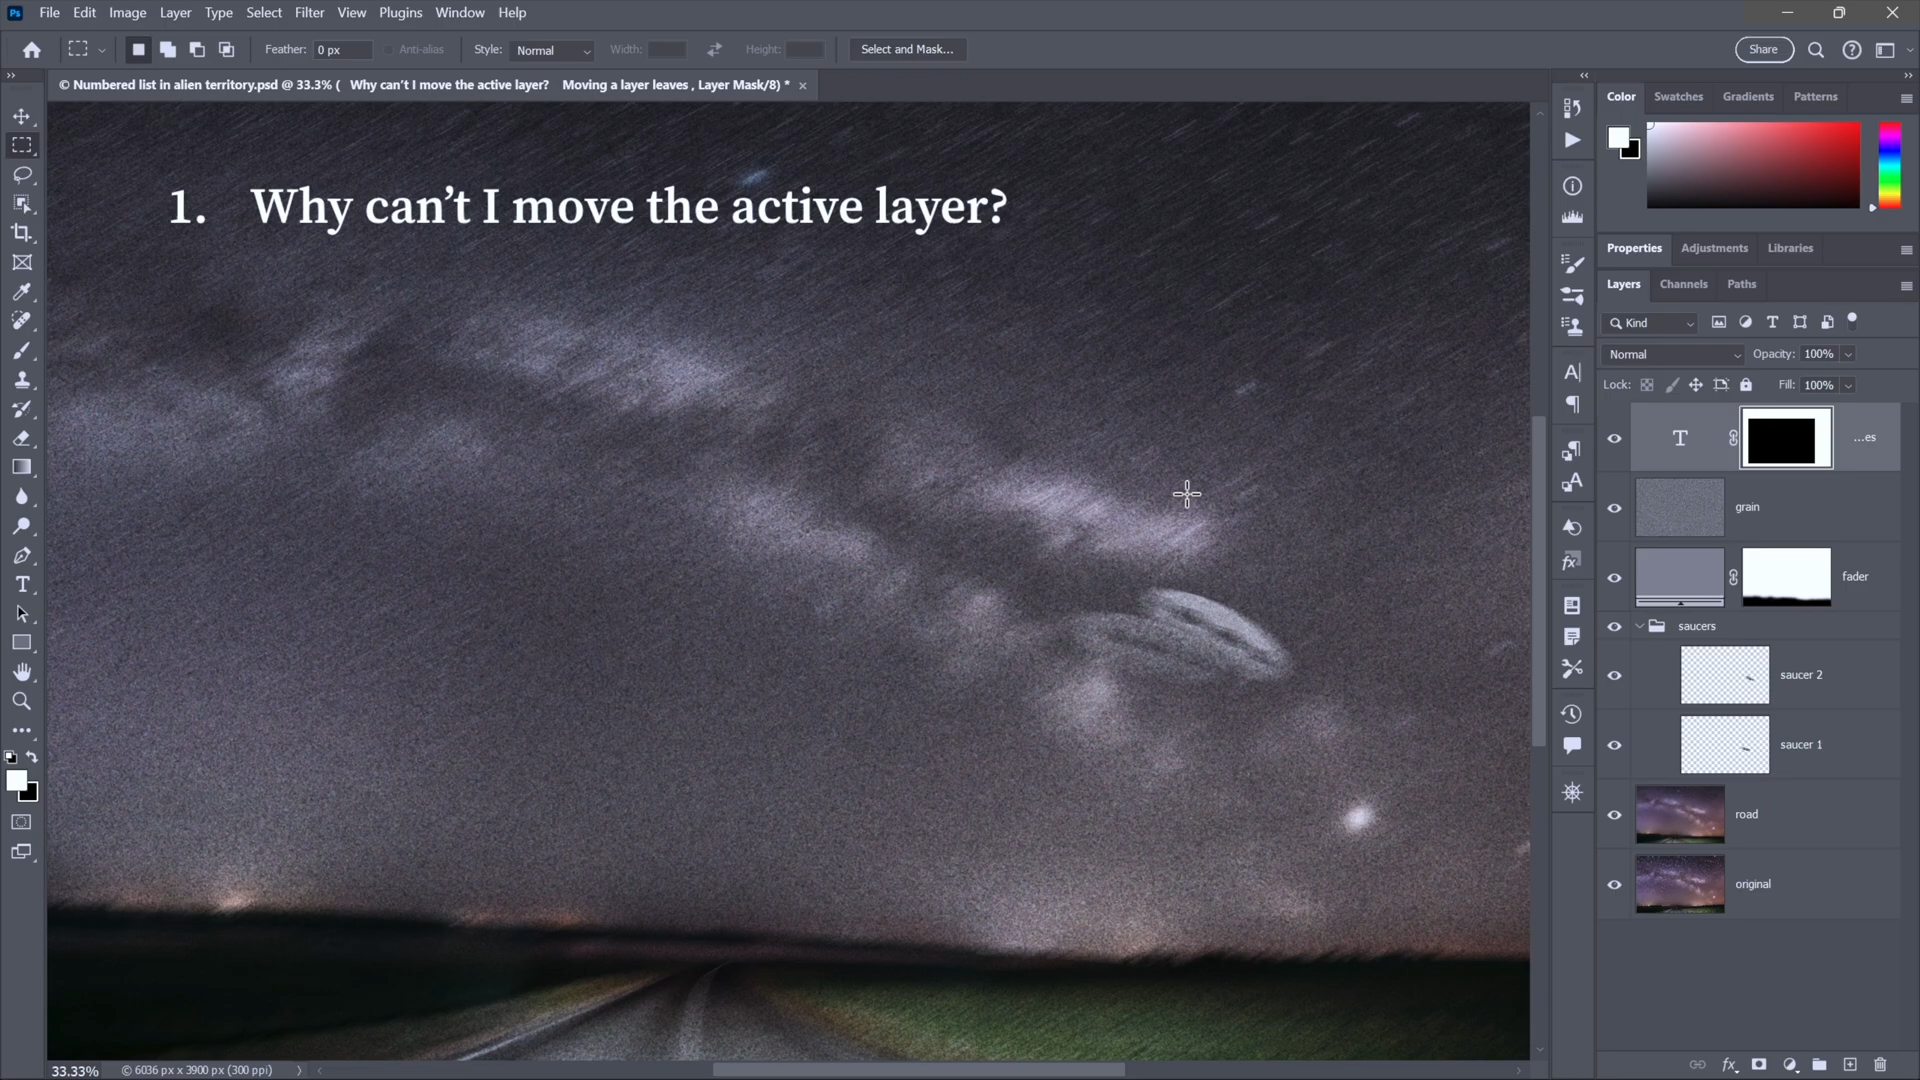 Ps File Edit Image Layer Type Select Filter View Plugins Window Help
Feather: 0 px Anti-alias Style: Normal Width: Height: Select and Mask... Share
© Numbered list in alien territory.psd @ 33.3% ( Why can't I move the active layer? Moving a layer leaves , Layer Mask/8) * ×
Color Swatches Gradients Patterns
1. Why can’t I move the active layer?
Properties Adjustments Libraries
Layers Channels Paths
Kind
Normal Opacity: 100%
Lock: Fill: 100%
T ...es
grain
fader
saucers
saucer 2
saucer 1
road
original
33.33% © 6036 px x 3900 px (300 ppi)